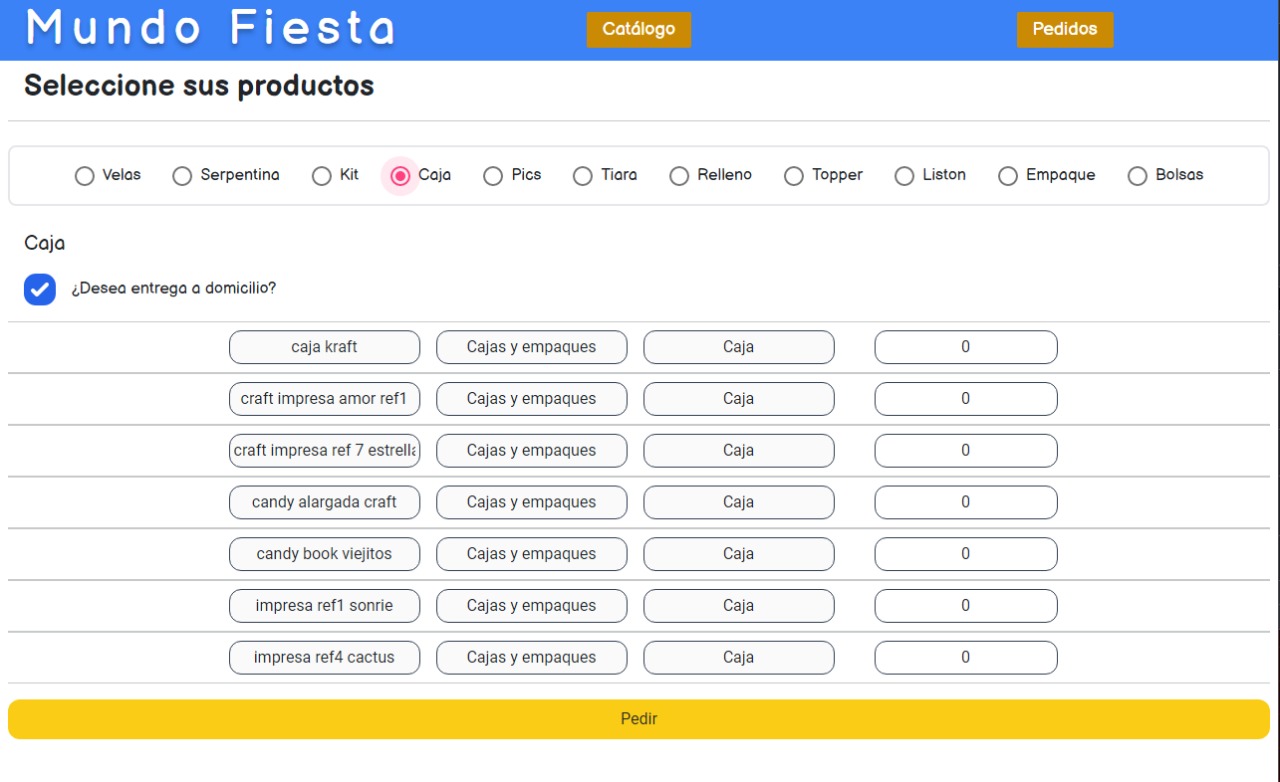 Mundo Fiesta Catálogo Pedidos
Seleccione sus productos
Velas Serpentina Kit Caja Pics Tiara Relleno Topper Liston Empaque Bolsas
Caja
¿Desea entrega a domicilio?
caja kraft Cajas y empaques Caja 0
craft impresa amor ref1 Cajas y empaques Caja 0
craft impresa ref 7 estrella Cajas y empaques Caja 0
candy alargada craft Cajas y empaques Caja 0
candy book viejitos Cajas y empaques Caja 0
impresa ref1 sonrie Cajas y empaques Caja 0
impresa ref4 cactus Cajas y empaques Caja 0
Pedir